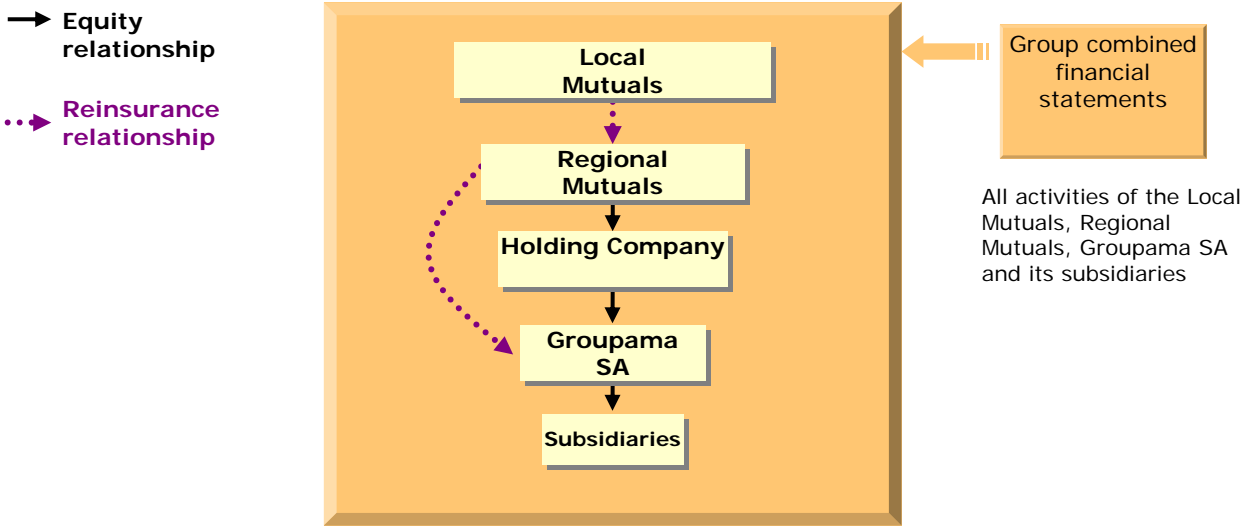 Equity
relationship
Reinsurance
relationship
Local
Mutuals
Regional
Mutuals
Holding Company
Groupama
SA
Subsidiaries
Group combined
financial
statements
All activities of the Local
Mutuals, Regional
Mutuals, Groupama SA
and its subsidiaries